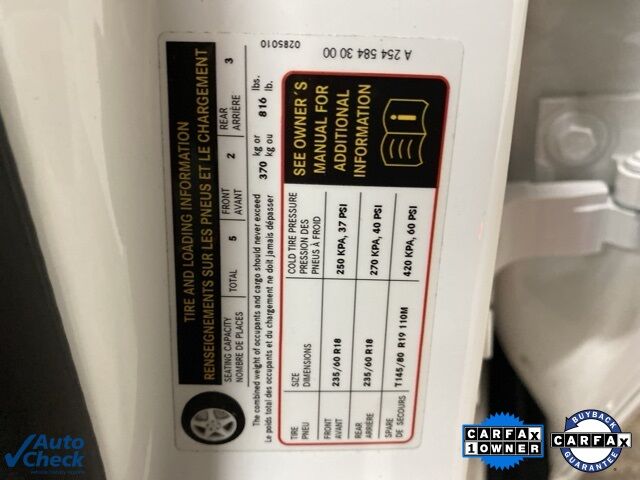 TIRE AND LOADING INFORMATION
RENSEIGNEMENTS SUR LES PNEUS ET LE CHARGEMENT
SEATING CAPACITY TOTAL 5 FRONT 2 REAR 3
NOMBRE DE PLACES AVANT ARRIÈRE
The combined weight of occupants and cargo should never exceed 370 kg or 816 lbs.
Le poids total des occupants et du chargement ne doit jamais dépasser kg ou lb.
TIRE SIZE COLD TIRE PRESSURE
PNEU DIMENSIONS PRESSION DES
PNEUS À FROID
FRONT 235/60 R18 250 KPA, 37 PSI
AVANT
REAR 235/60 R18 270 KPA, 40 PSI
ARRIÈRE
SPARE T145/80 R19 110M 420 KPA, 60 PSI
DE SECOURS
SEE OWNER'S
MANUAL FOR
ADDITIONAL
INFORMATION
i
0285010
A 254 584 30 00
Auto
Check
CARFAX
1 OWNER
BUYBACK
CARFAX
GUARANTEE